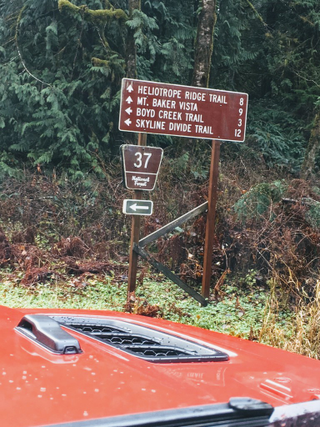 HELIOTROPE RIDGE TRAIL 8
MT. BAKER VISTA 9
BOYD CREEK TRAIL 3
SKYLINE DIVIDE TRAIL 12
37
National
Forest